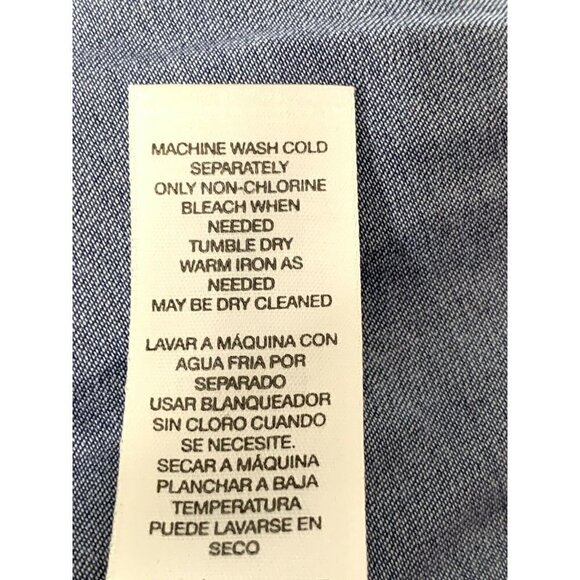 MACHINE WASH COLD
SEPARATELY
ONLY NON-CHLORINE
BLEACH WHEN
NEEDED
TUMBLE DRY
WARM IRON AS
NEEDED
MAY BE DRY CLEANED
LAVAR A MÁQUINA CON
AGUA FRIA POR
SEPARADO
USAR BLANQUEADOR
SIN CLORO CUANDO
SE NECESITE.
SECAR A MÁQUINA
PLANCHAR A BAJA
TEMPERATURA
PUEDE LAVARSE EN
SECO